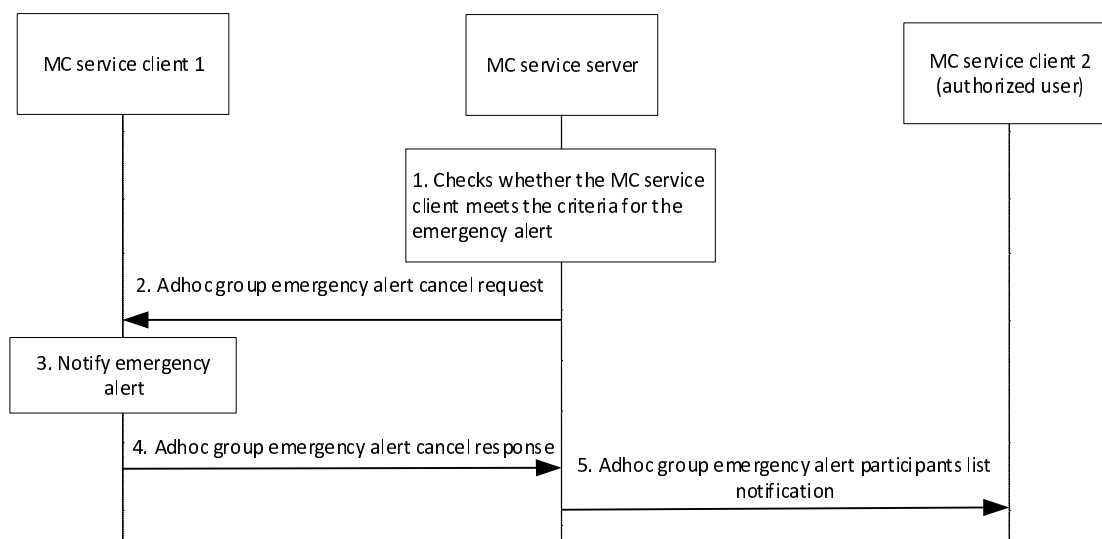 MC service client 1
MC service server
MC service client 2
(authorized user)
1. Checks whether the MC service
client meets the criteria for the
emergency alert
2. Adhoc group emergency alert cancel request
3. Notify emergency
alert
4. Adhoc group emergency alert cancel response
5. Adhoc group emergency alert participants list
notification